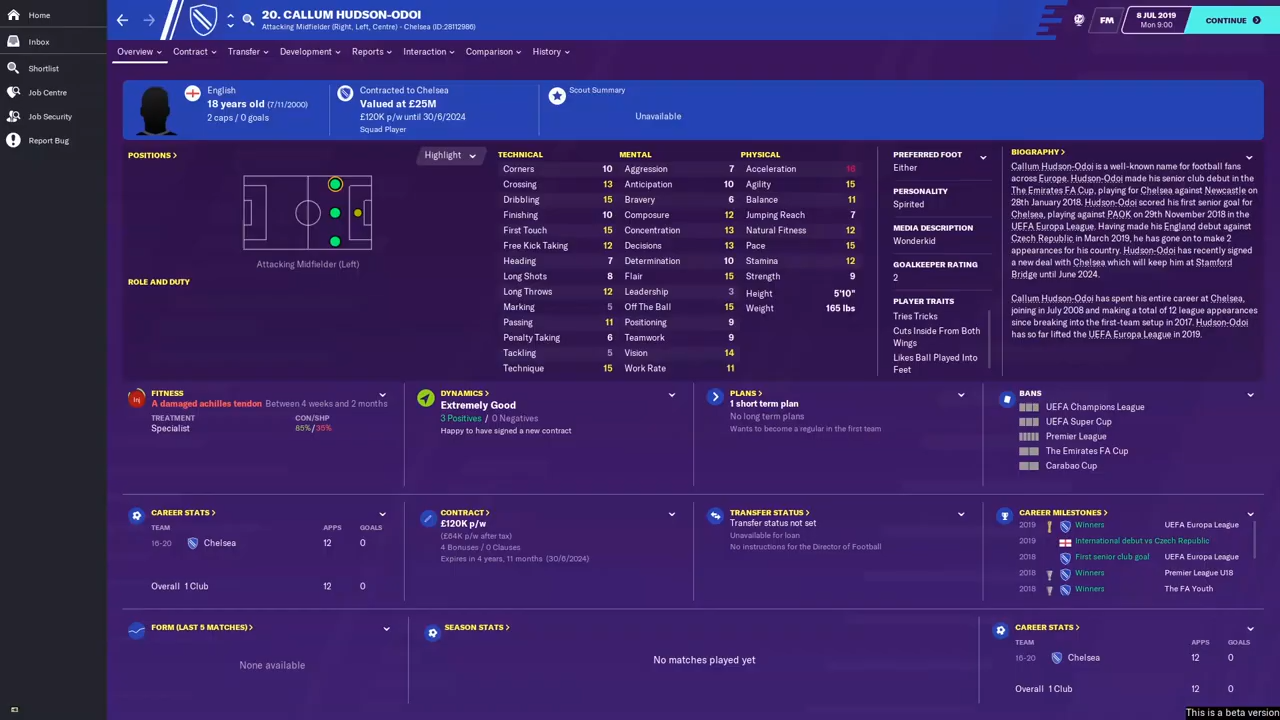 20. CALLUM HUDSON-ODOI
Attacking Midfielder (Right, Left, Centre) - Chelsea (ID:28112986)
FM
8 JUL 2019
Mon 9:00
CONTINUE
Home
Inbox
Shortlist
Job Centre
Job Security
Report Bug
Overview
Contract
Transfer
Development
Reports
Interaction
Comparison
History
English
18 years old (7/11/2000)
2 caps / 0 goals
Contracted to Chelsea
Valued at £25M
£120K p/w until 30/6/2024
Squad Player
Scout Summary
Unavailable
POSITIONS >
Highlight
Attacking Midfielder (Left)
ROLE AND DUTY
TECHNICAL
Corners 10
Crossing 13
Dribbling 15
Finishing 10
First Touch 15
Free Kick Taking 12
Heading 7
Long Shots 8
Long Throws 12
Marking 5
Passing 11
Penalty Taking 6
Tackling 5
Technique 15
MENTAL
Aggression 7
Anticipation 10
Bravery 6
Composure 12
Concentration 13
Decisions 13
Determination 10
Flair 15
Leadership 3
Off The Ball 15
Positioning 9
Teamwork 9
Vision 14
Work Rate 11
PHYSICAL
Acceleration 16
Agility 15
Balance 11
Jumping Reach 7
Natural Fitness 12
Pace 15
Stamina 12
Strength 9
Height 5'10"
Weight 165 lbs
PREFERRED FOOT
Either
PERSONALITY
Spirited
MEDIA DESCRIPTION
Wonderkid
GOALKEEPER RATING
2
PLAYER TRAITS
Tries Tricks
Cuts Inside From Both
Wings
Likes Ball Played Into
Feet
BIOGRAPHY >
Callum Hudson-Odoi is a well-known name for football fans
across Europe. Hudson-Odoi made his senior club debut in
The Emirates FA Cup, playing for Chelsea against Newcastle on
28th January 2018. Hudson-Odoi scored his first senior goal for
Chelsea, playing against PAOK on 29th November 2018 in the
UEFA Europa League. Having made his England debut against
Czech Republic in March 2019, he has gone on to make 2
appearances for his country. Hudson-Odoi has recently signed
a new deal with Chelsea which will keep him at Stamford
Bridge until June 2024.
Callum Hudson-Odoi has spent his entire career at Chelsea,
joining in July 2008 and making a total of 12 league appearances
since breaking into the first-team setup in 2017. Hudson-Odoi
has so far lifted the UEFA Europa League in 2019.
FITNESS
A damaged achilles tendon Between 4 weeks and 2 months
TREATMENT CON/SHP
Specialist 85%/35%
DYNAMICS >
Extremely Good
3 Positives / 0 Negatives
Happy to have signed a new contract
PLANS >
1 short term plan
No long term plans
Wants to become a regular in the first team
BANS
UEFA Champions League
UEFA Super Cup
Premier League
The Emirates FA Cup
Carabao Cup
CAREER STATS >
TEAM APPS GOALS
16-20 Chelsea 12 0
Overall 1 Club 12 0
CONTRACT >
£120K p/w
(£64K p/w after tax)
4 Bonuses / 0 Clauses
Expires in 4 years, 11 months (30/6/2024)
TRANSFER STATUS >
Transfer status not set
Unavailable for loan
No instructions for the Director of Football
CAREER MILESTONES >
2019 Winners UEFA Europa League
2019 International debut vs Czech Republic
2018 First senior club goal UEFA Europa League
2018 Winners Premier League U18
2018 Winners The FA Youth
FORM (LAST 5 MATCHES) >
None available
SEASON STATS >
No matches played yet
CAREER STATS >
TEAM APPS GOALS
16-20 Chelsea 12 0
Overall 1 Club 12 0
This is a beta version